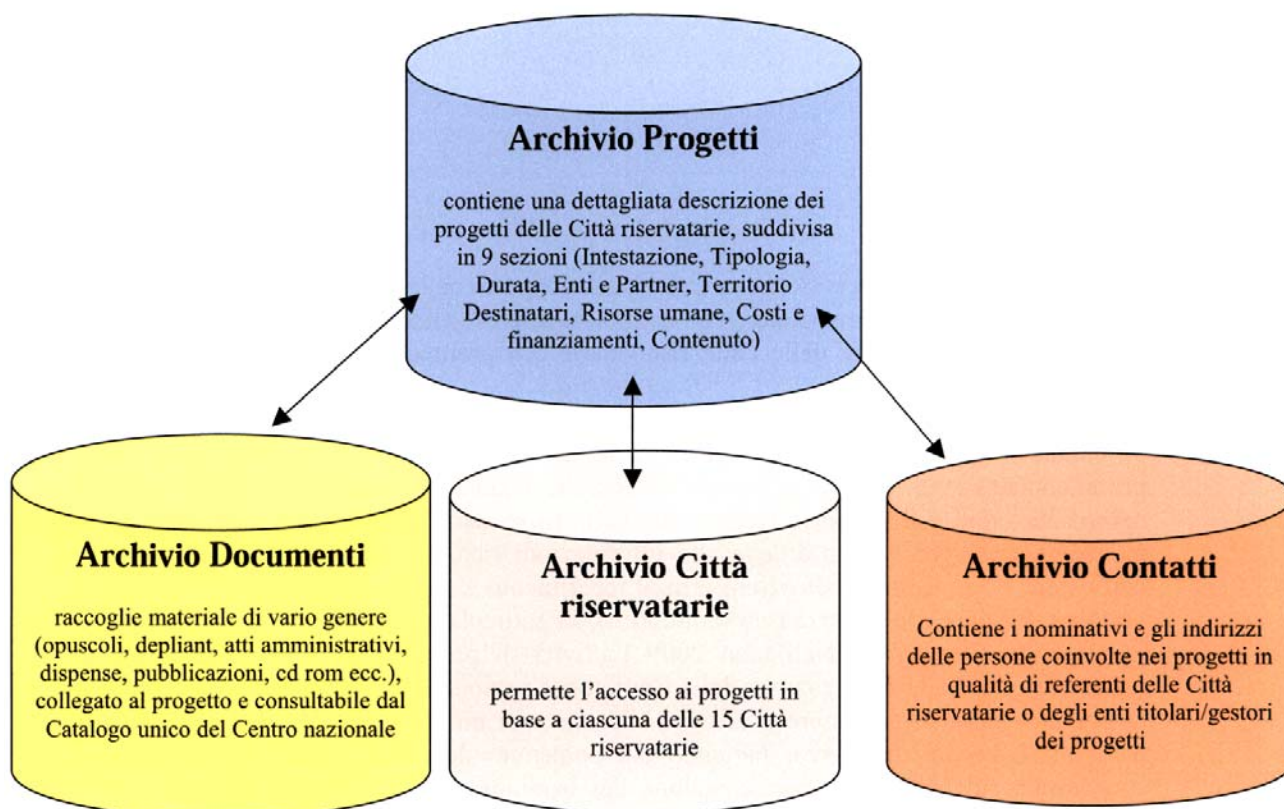 Archivio Progetti
contiene una dettagliata descrizione dei
progetti delle Città riservatarie, suddivisa
in 9 sezioni (Intestazione, Tipologia,
Durata, Enti e Partner, Territorio
Destinatari, Risorse umane, Costi e
finanziamenti, Contenuto)
Archivio Documenti
raccoglie materiale di vario genere
(opuscoli, depliant, atti amministrativi,
dispense, pubblicazioni, cd rom ecc.),
collegato al progetto e consultabile dal
Catalogo unico del Centro nazionale
Archivio Città
riservatarie
permette l’accesso ai progetti in
base a ciascuna delle 15 Città
riservatarie
Archivio Contatti
Contiene i nominativi e gli indirizzi
delle persone coinvolte nei progetti in
qualità di referenti delle Città
riservatarie o degli enti titolari/gestori
dei progetti